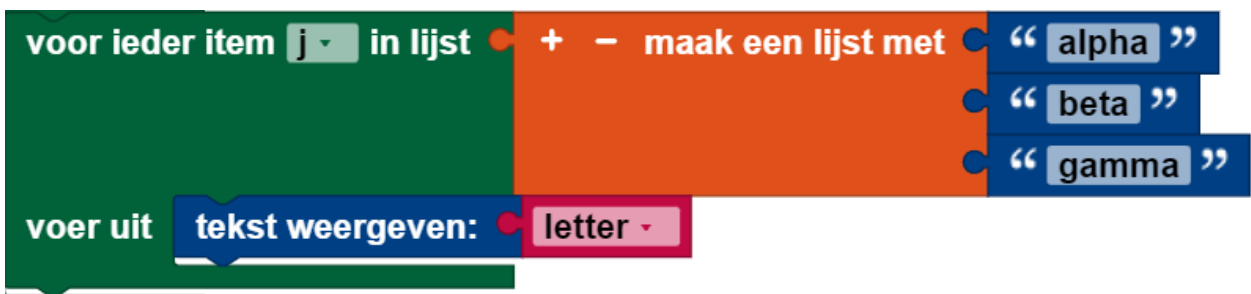 voor ieder item j in lijst + - maak een lijst met “ alpha ”
“ beta ”
“ gamma ”
voer uit tekst weergeven: letter